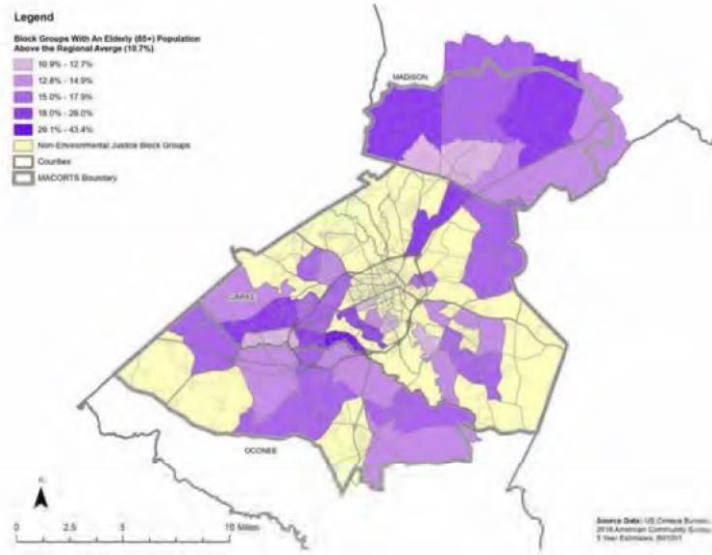 Legend
Block Groups With An Elderly (65+) Population
Above the Regional Averge (10.7%)
10.9% - 12.7%
12.8% - 14.9%
15.0% - 17.9%
18.0% - 29.0%
29.1% - 43.4%
Non-Environmental Justice Block Groups
Counties
MACORTS Boundary
MADISON
CLARKE
OCONEE
0 2.5 5 10 Miles
Source Data: US Census Bureau,
2016 American Community Survey
5 Year Estimates,